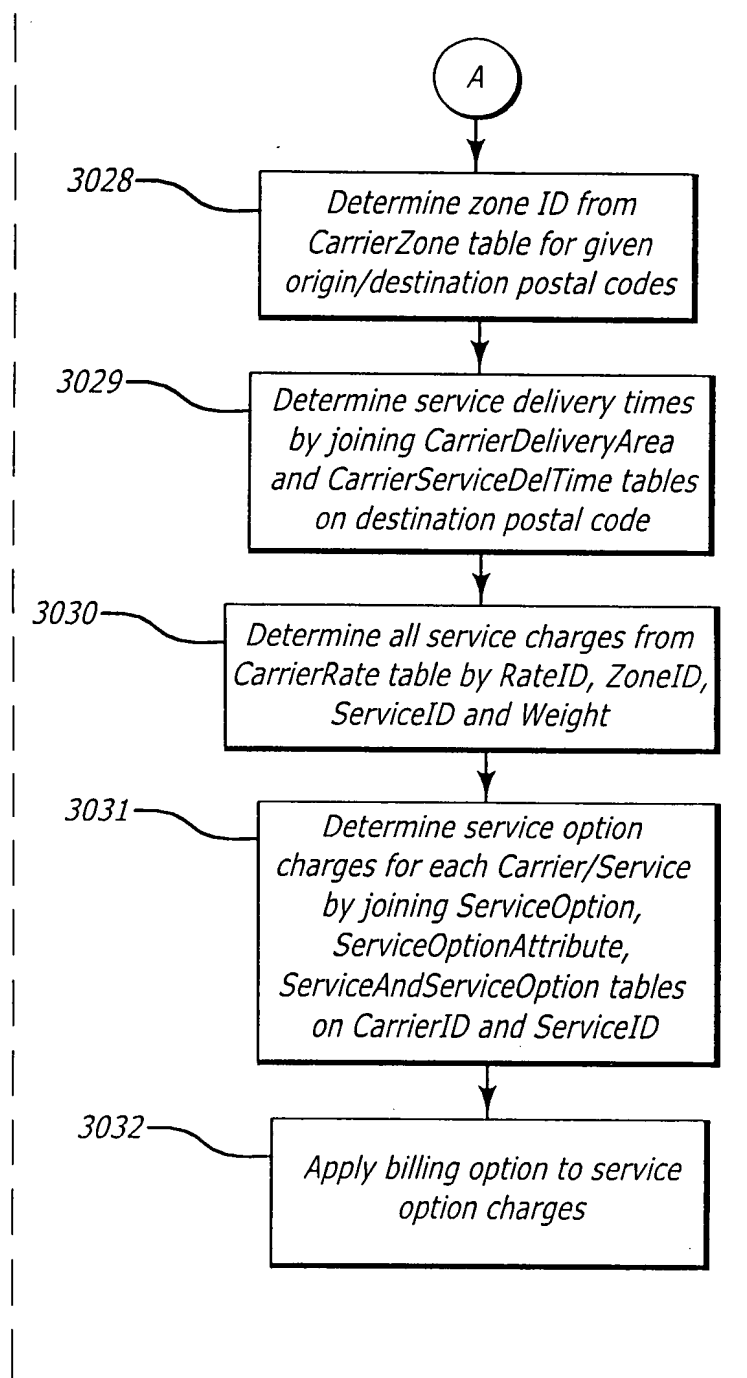 A
3028
Determine zone ID from
CarrierZone table for given
origin/destination postal codes
3029
Determine service delivery times
by joining CarrierDeliveryArea
and CarrierServiceDelTime tables
on destination postal code
3030
Determine all service charges from
CarrierRate table by RateID, ZoneID,
ServiceID and Weight
3031
Determine service option
charges for each Carrier/Service
by joining ServiceOption,
ServiceOptionAttribute,
ServiceAndServiceOption tables
on CarrierID and ServiceID
3032
Apply billing option to service
option charges